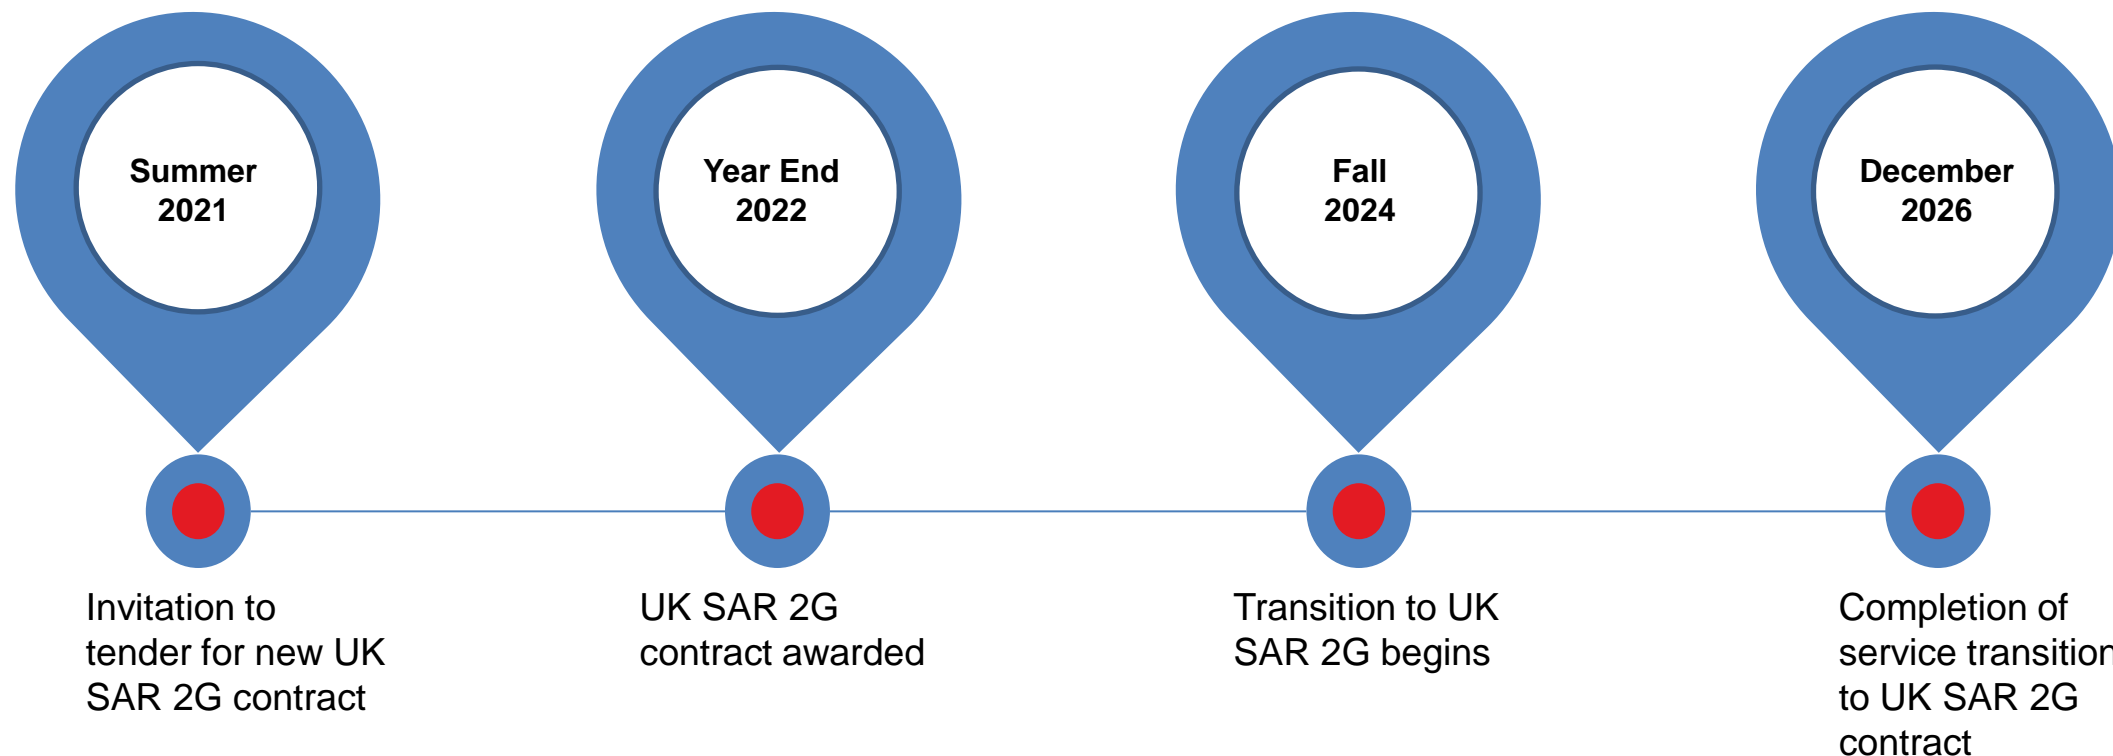 Summer
2021
Year End
2022
Fall
2024
December
2026
Invitation to
tender for new UK
SAR 2G contract
UK SAR 2G
contract awarded
Transition to UK
SAR 2G begins
Completion of
service transition
to UK SAR 2G
contract